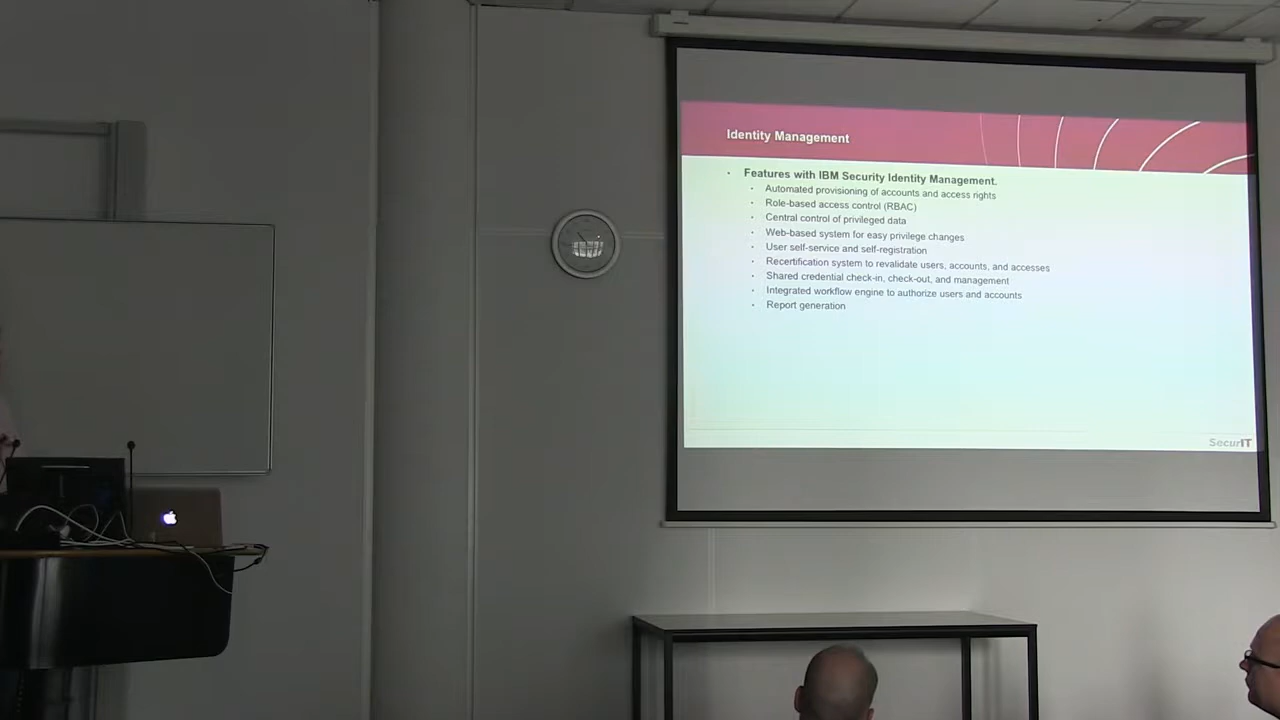 Identity Management
Features with IBM Security Identity Management.
Automated provisioning of accounts and access rights
Role-based access control (RBAC)
Central control of privileged data
Web-based system for easy privilege changes
User self-service and self-registration
Recertification system to revalidate users, accounts, and accesses
Shared credential check-in, check-out, and management
Integrated workflow engine to authorize users and accounts
Report generation
SecurIT